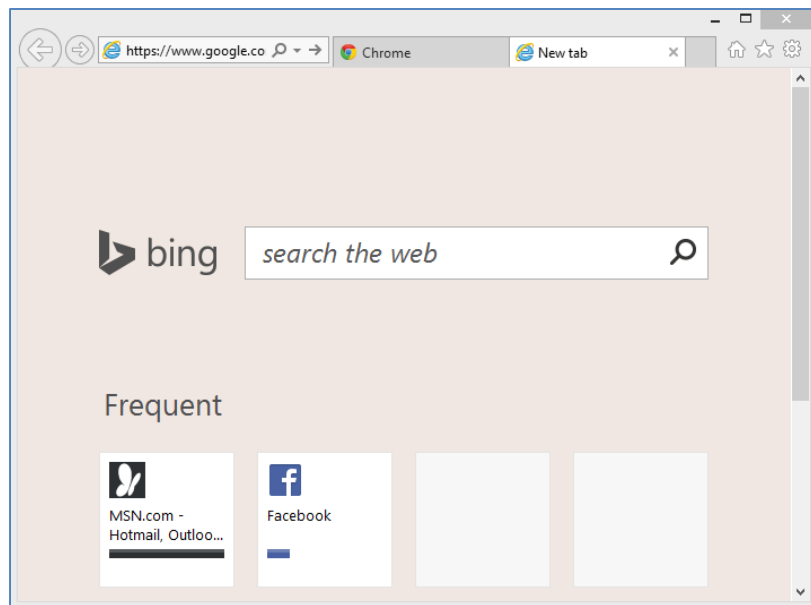 https://www.google.co
Chrome
New tab
bing
search the web
Frequent
MSN.com -
Hotmail, Outloo...
Facebook